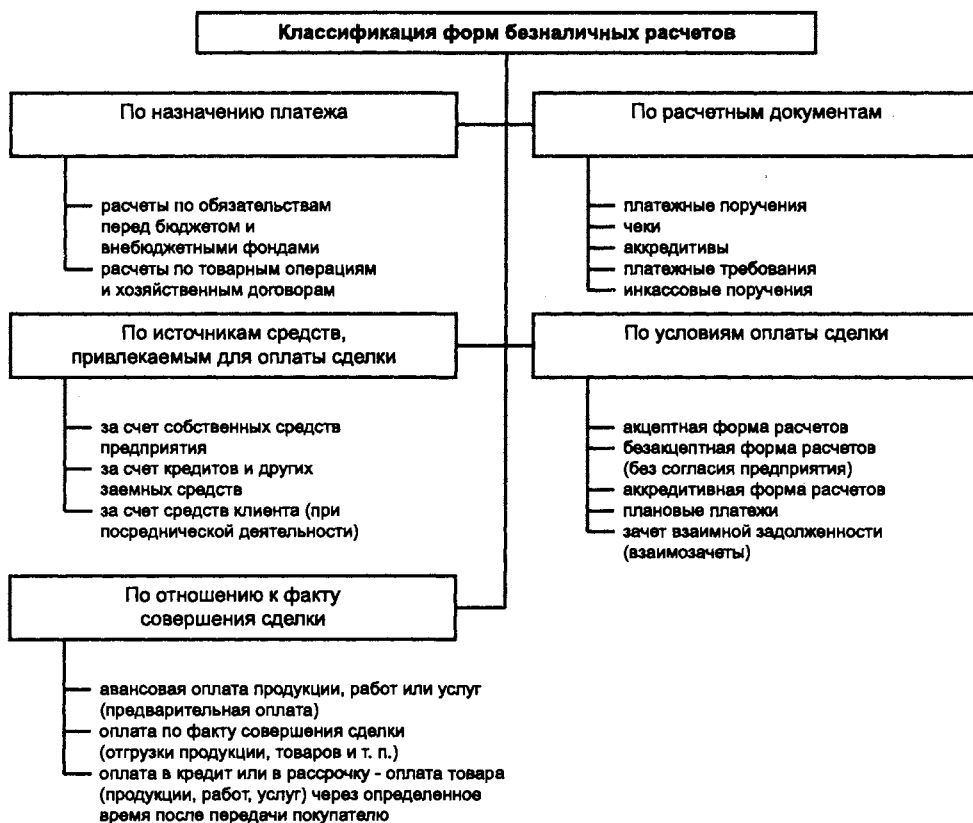 Классификация форм безналичных расчетов
По назначению платежа
расчеты по обязательствам
перед бюджетом и
внебюджетными фондами
расчеты по товарным операциям
и хозяйственным договорам
По расчетным документам
платежные поручения
чеки
аккредитивы
платежные требования
инкассовые поручения
По источникам средств,
привлекаемым для оплаты сделки
за счет собственных средств
предприятия
за счет кредитов и других
заемных средств
за счет средств клиента (при
посреднической деятельности)
По условиям оплаты сделки
акцептная форма расчетов
безакцептная форма расчетов
(без согласия предприятия)
аккредитивная форма расчетов
плановые платежи
зачет взаимной задолженности
(взаимозачеты)
По отношению к факту
совершения сделки
авансовая оплата продукции, работ или услуг
(предварительная оплата)
оплата по факту совершения сделки
(отгрузки продукции, товаров и т. п.)
оплата в кредит или в рассрочку - оплата товара
(продукции, работ, услуг) через определенное
время после передачи покупателю